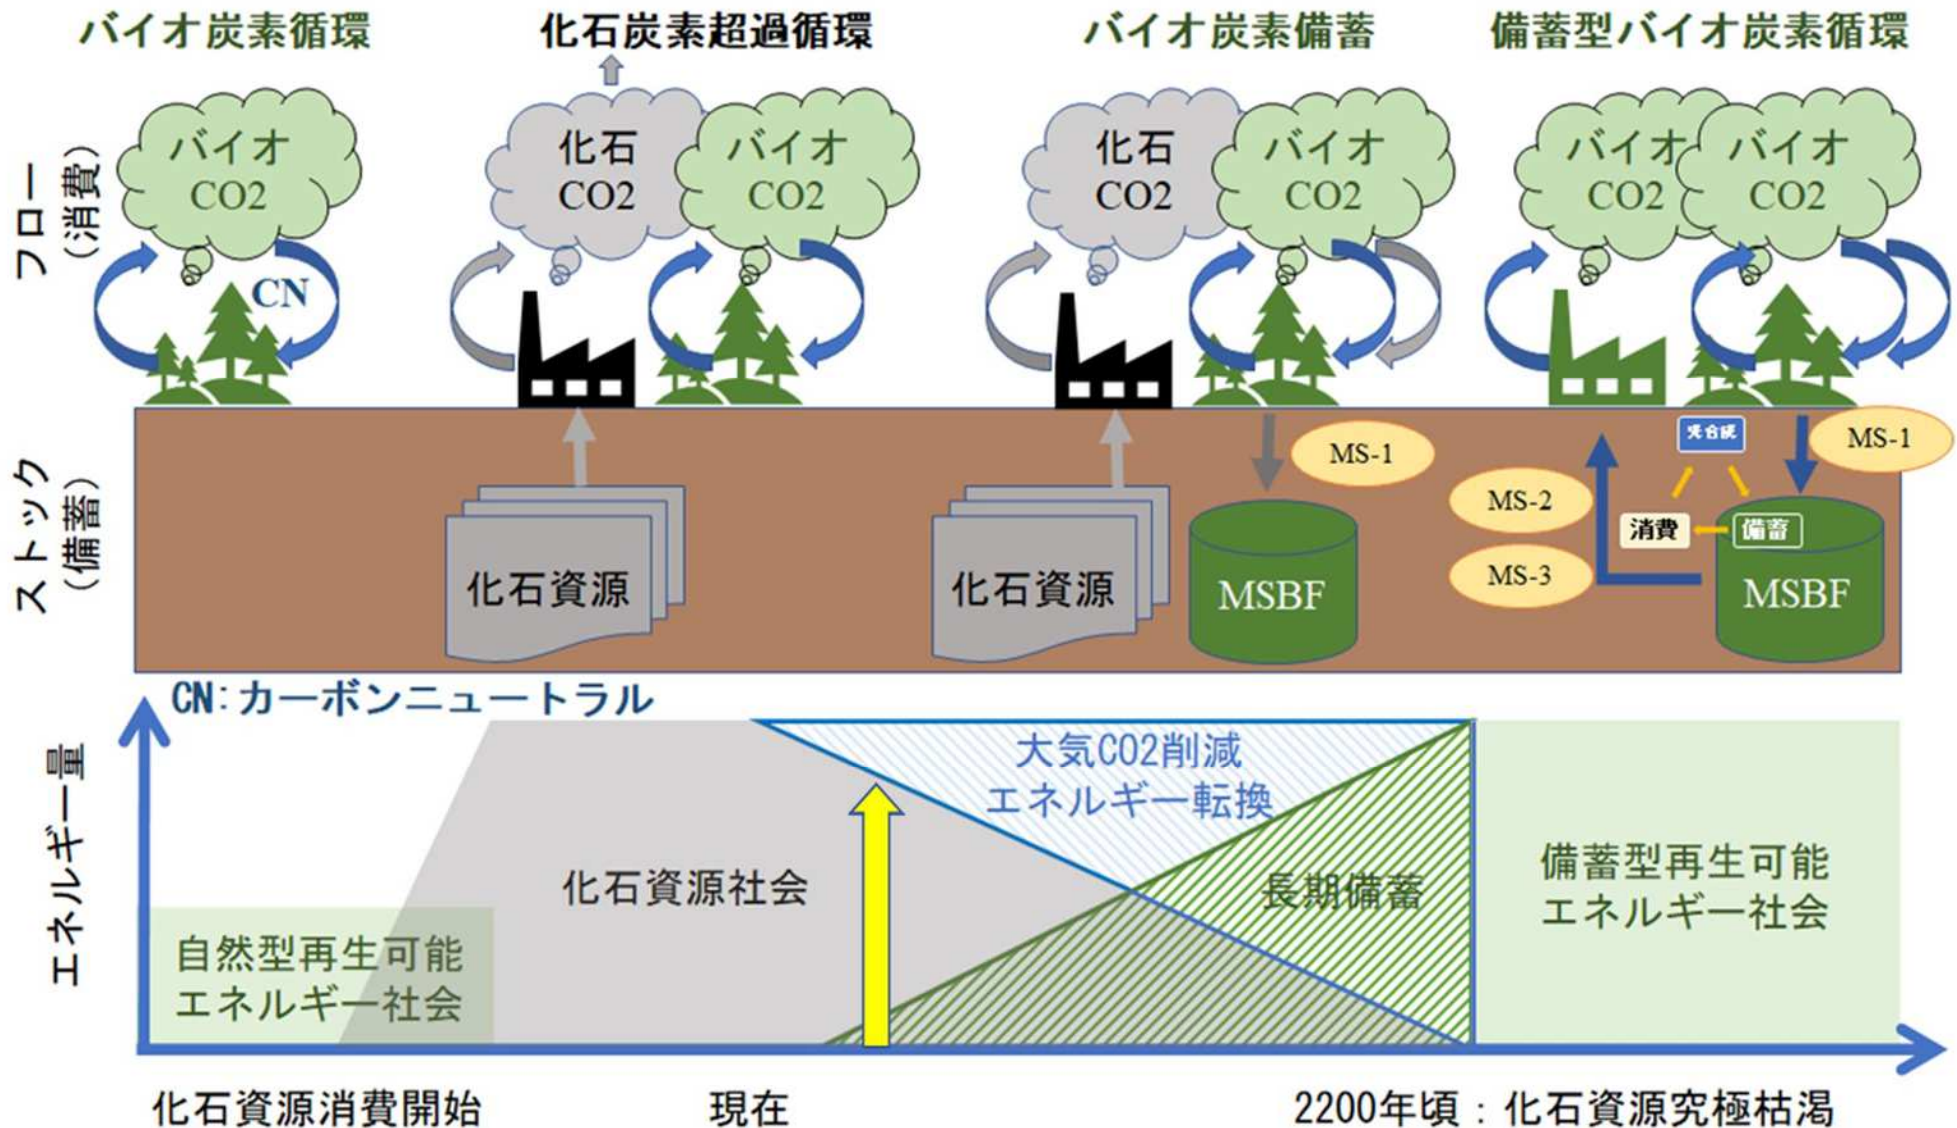 バイオ炭素循環
化石炭素超過循環
バイオ炭素備蓄
備蓄型バイオ炭素循環
フロー
(消費)
バイオ
CO2
CN
化石
CO2
バイオ
CO2
化石
CO2
バイオ
CO2
バイオ
CO2
バイオ
CO2
ストック
(備蓄)
化石資源
化石資源
MS-1
MSBF
MS-1
MS-2
消費
備蓄
MS-3
MSBF
CN:カーボンニュートラル
エネルギー量
大気CO2削減
エネルギー転換
化石資源社会
長期備蓄
備蓄型再生可能
エネルギー社会
自然型再生可能
エネルギー社会
化石資源消費開始
現在
2200年頃：化石資源究極枯渇